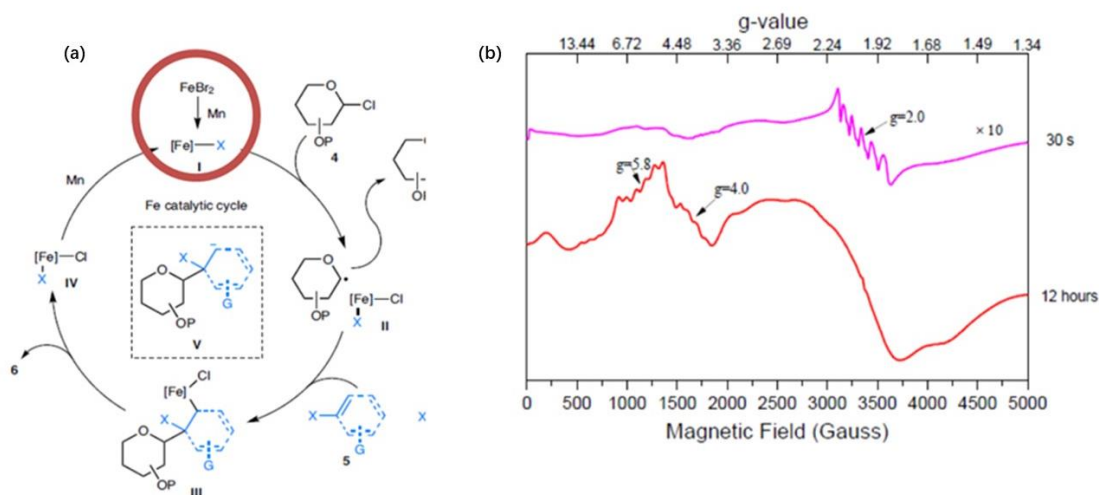 (a)
FeBr2
Mn
[Fe]—X
I
O
Cl
OP
4
Mn
Fe catalytic cycle
X
O
G
OP
V
[Fe]—Cl
X
IV
O
OP
[Fe]—Cl
X
II
6
Cl
[Fe]
X
O
G
OP
III
X
G
5
X
(b)
g-value
13.44 6.72 4.48 3.36 2.69 2.24 1.92 1.68 1.49 1.34
g=2.0
× 10
30 s
g=5.8
g=4.0
12 hours
0 500 1000 1500 2000 2500 3000 3500 4000 4500 5000
Magnetic Field (Gauss)